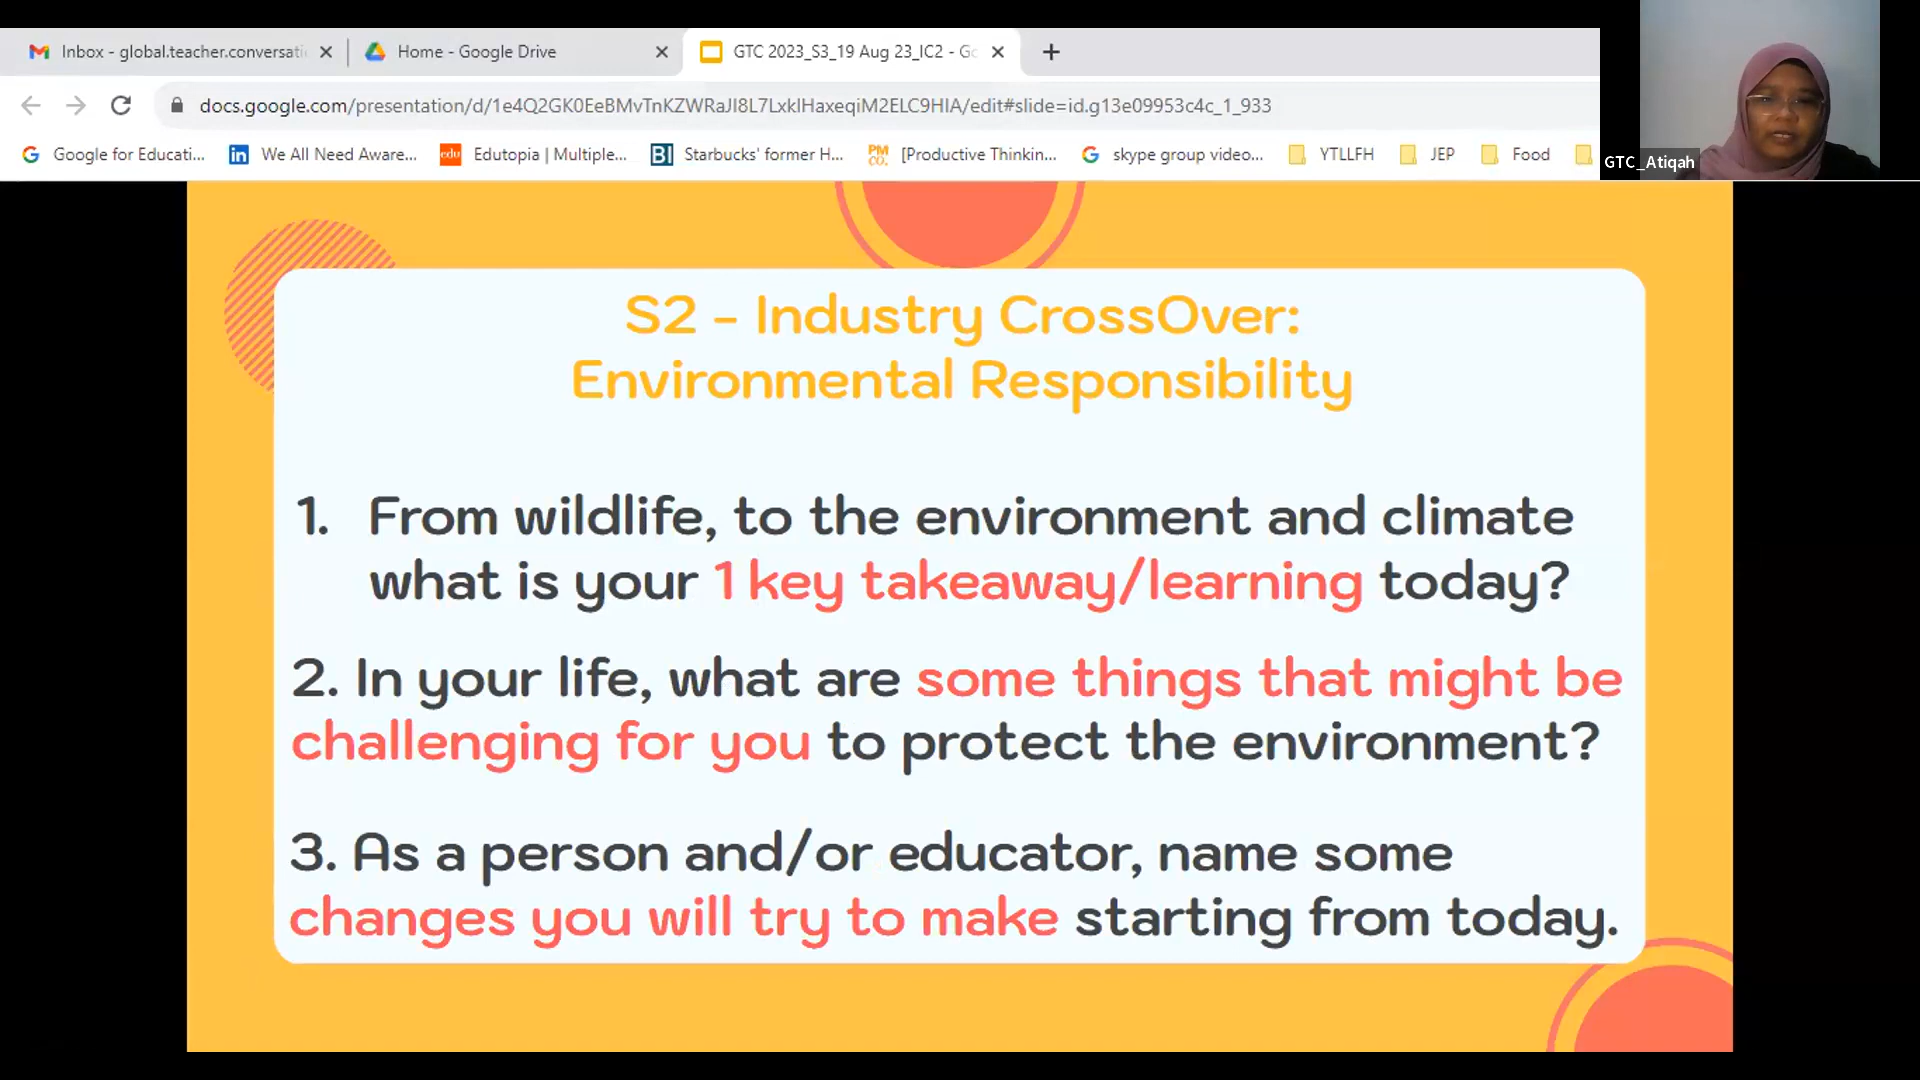 Inbox - global.teacher.conversati
Home - Google Drive
GTC 2023_S3_19 Aug 23_IC2 - Go
docs.google.com/presentation/d/1e4Q2GK0EeBMvTnKZWRaJI8L7LxkIHaxeqiM2ELC9HIA/edit#slide=id.g13e09953c4c_1_933
Google for Educati...
in
We All Need Aware...
edu
Edutopia | Multiple...
BI
Starbucks' former H...
PM
CO.
[Productive Thinkin...
skype group video...
YTLLFH
JEP
Food
GTC_Atiqah
S2 - Industry CrossOver:
Environmental Responsibility
1. From wildlife, to the environment and climate
what is your 1 key takeaway/learning today?
2. In your life, what are some things that might be
challenging for you to protect the environment?
3. As a person and/or educator, name some
changes you will try to make starting from today.